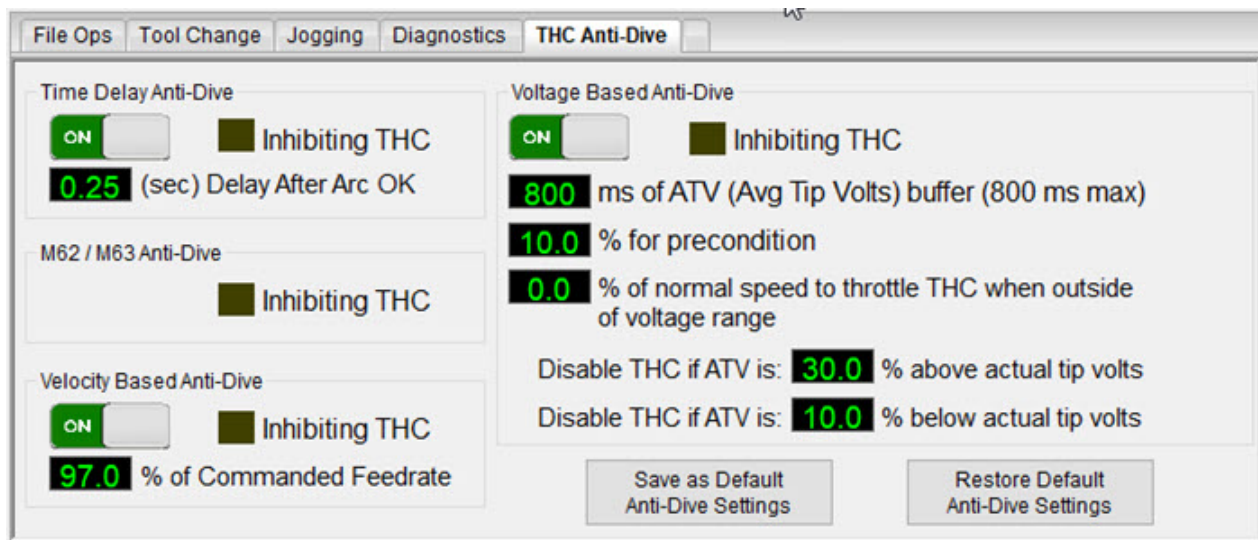 File Ops Tool Change Jogging Diagnostics THC Anti-Dive
Time Delay Anti-Dive
ON Inhibiting THC
0.25 (sec) Delay After Arc OK
M62 / M63 Anti-Dive
Inhibiting THC
Velocity Based Anti-Dive
ON Inhibiting THC
97.0 % of Commanded Feedrate
Voltage Based Anti-Dive
ON Inhibiting THC
800 ms of ATV (Avg Tip Volts) buffer (800 ms max)
10.0 % for precondition
0.0 % of normal speed to throttle THC when outside
of voltage range
Disable THC if ATV is: 30.0 % above actual tip volts
Disable THC if ATV is: 10.0 % below actual tip volts
Save as Default
Anti-Dive Settings
Restore Default
Anti-Dive Settings